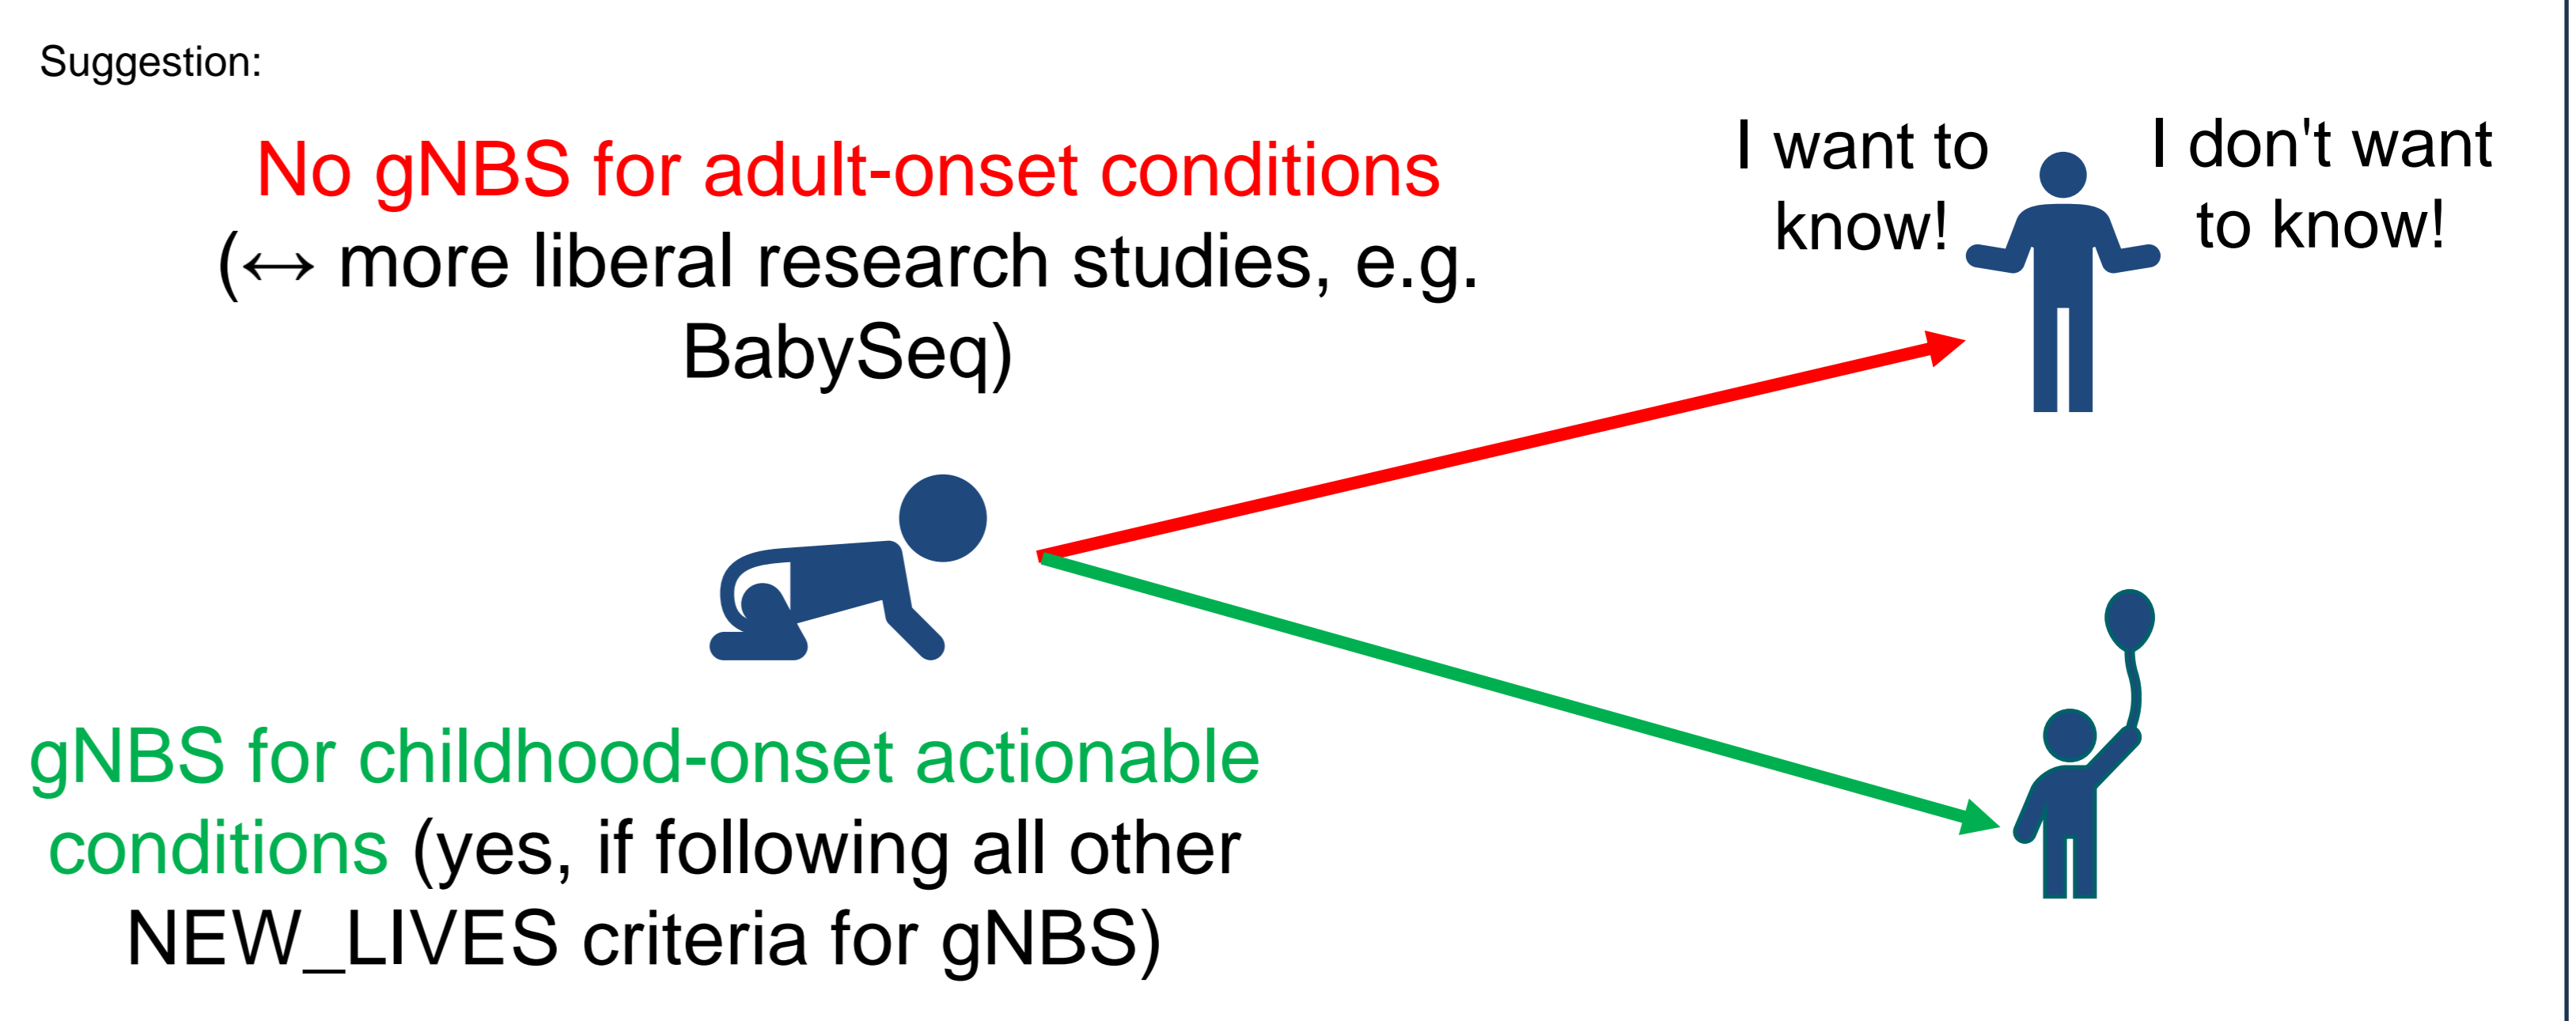 Suggestion:
No gNBS for adult-onset conditions
(↔ more liberal research studies, e.g.
BabySeq)
I want to
know!
I don't want
to know!
gNBS for childhood-onset actionable
conditions (yes, if following all other
NEW_LIVES criteria for gNBS)